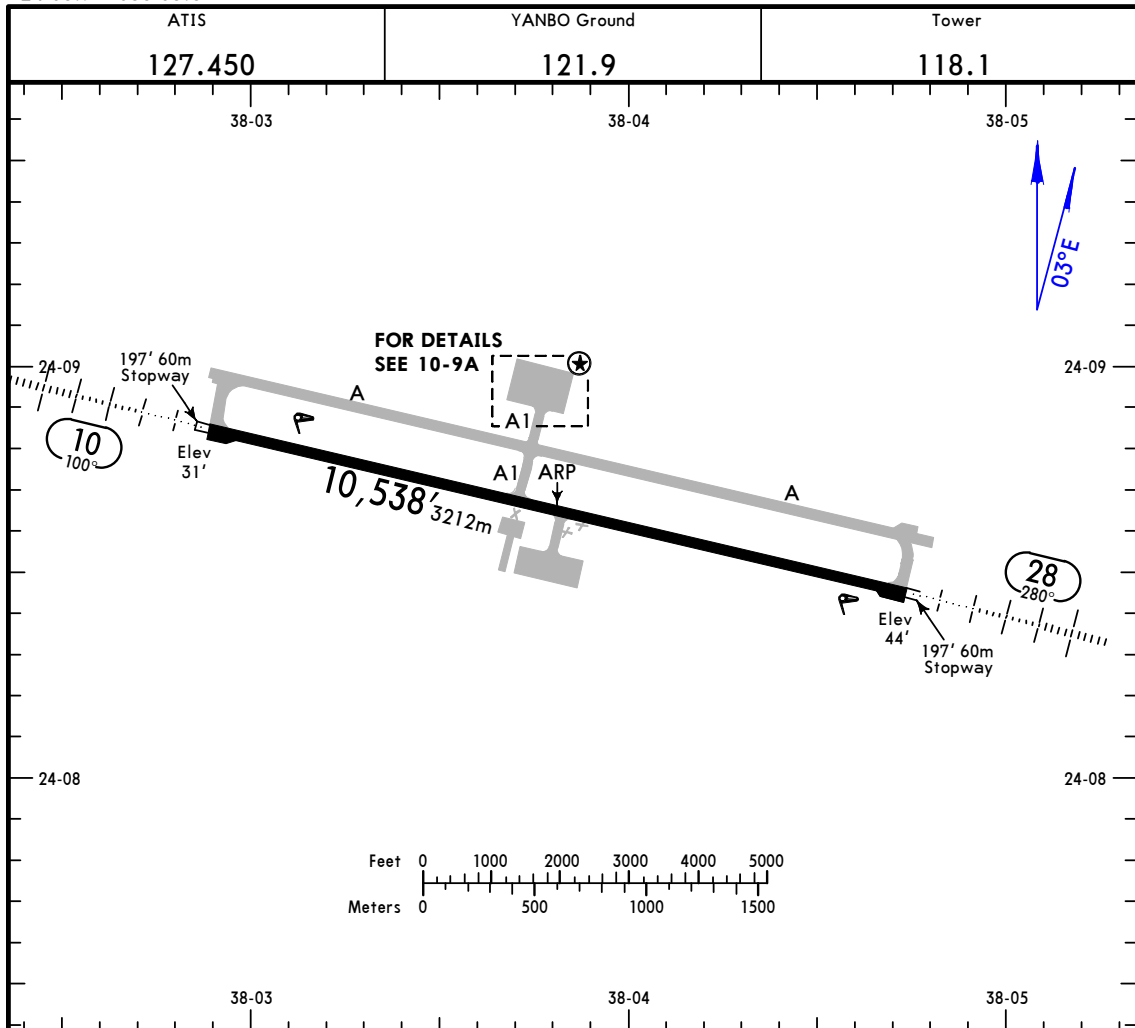 ATIS
YANBO Ground
Tower
127.450
121.9
118.1
38-03
38-04
38-05
03°E
FOR DETAILS
SEE 10-9A
24-09
24-09
197' 60m
Stopway
A
A1
10
100°
Elev
31'
A1
ARP
A
10,538' 3212m
28
280°
Elev
44'
197' 60m
Stopway
24-08
24-08
Feet 0 1000 2000 3000 4000 5000
Meters 0 500 1000 1500
38-03
38-04
38-05